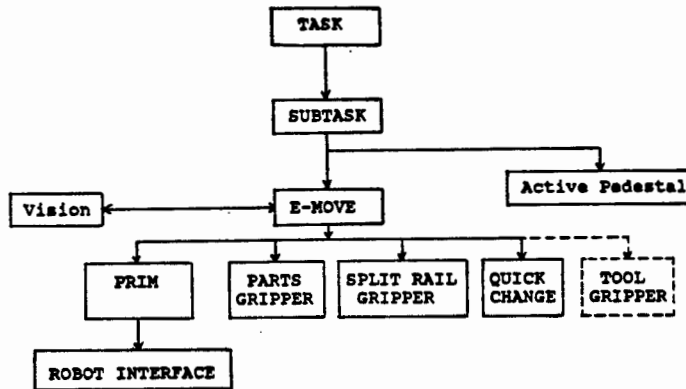 TASK
SUBTASK
Active Pedestal
Vision
E-MOVE
PRIM
PARTS
GRIPPER
SPLIT RAIL
GRIPPER
QUICK
CHANGE
TOOL
GRIPPER
ROBOT INTERFACE